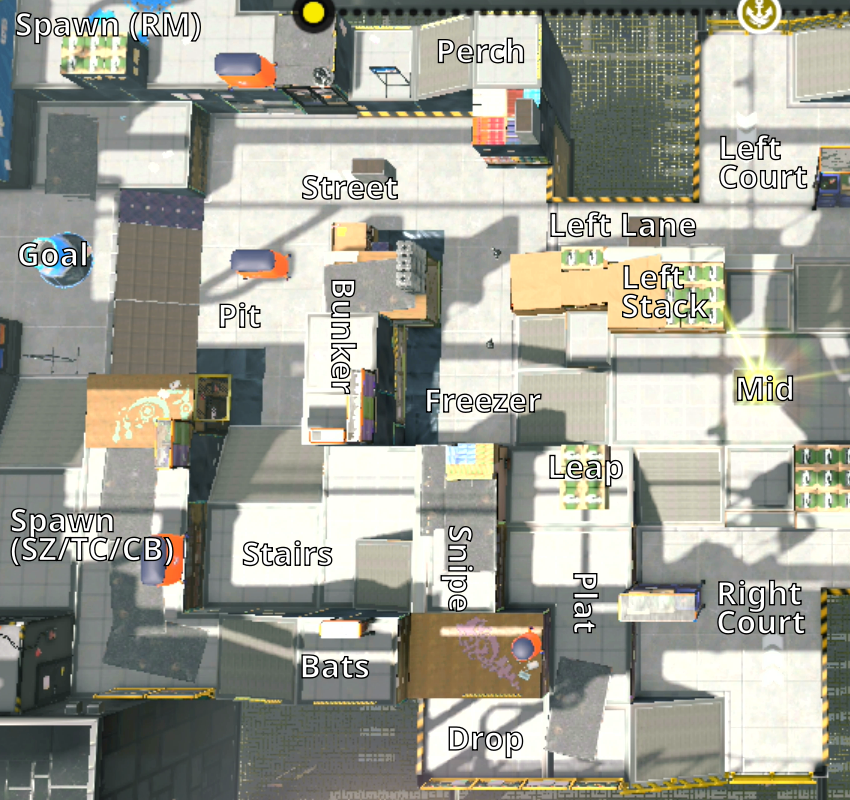 Spawn (RM)
Perch
Left
Court
Street
Left Lane
Goal
Left
Stack
Pit
Bunker
Mid
Freezer
Leap
Spawn
(SZ/TC/CB)
Stairs
Snipe
Plat
Right
Court
Bats
Drop